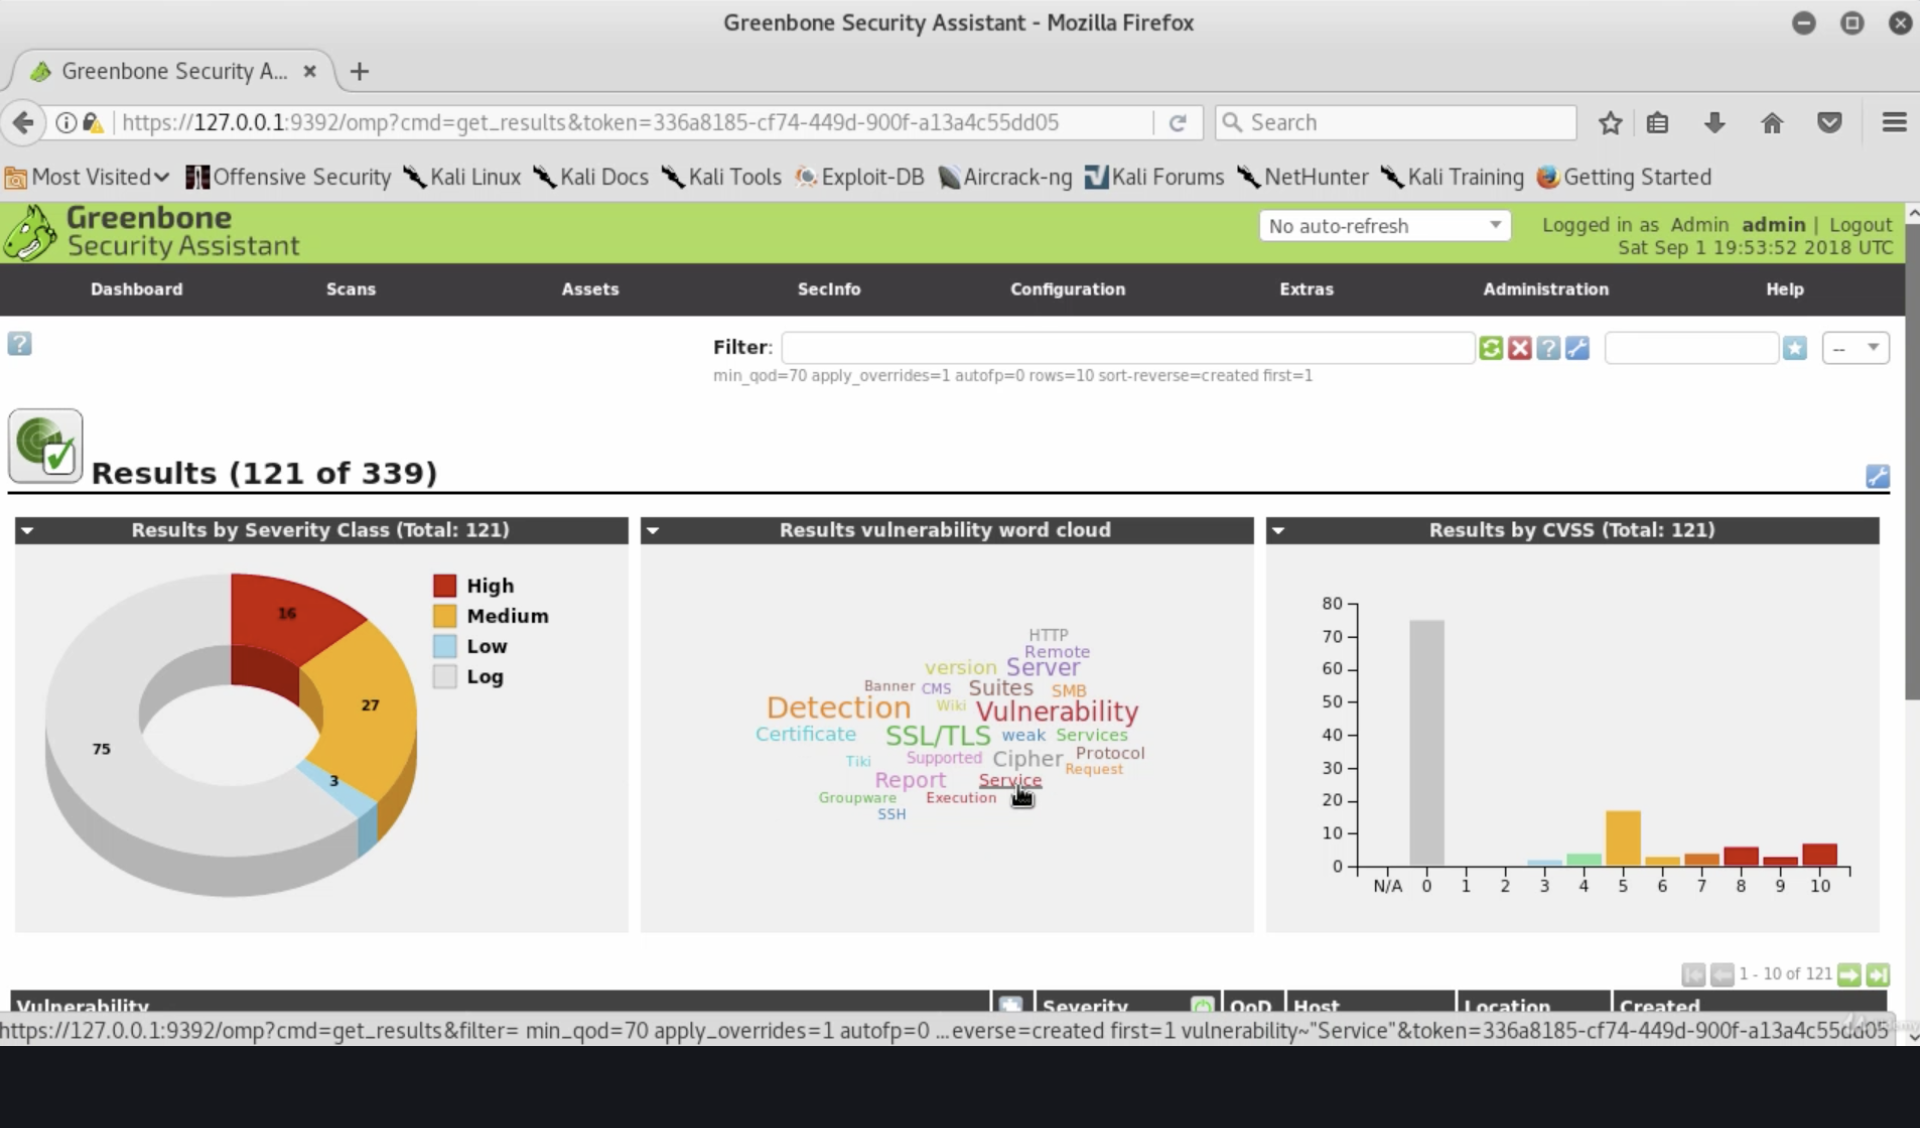 Greenbone Security Assistant - Mozilla Firefox
Greenbone Security A...
https://127.0.0.1:9392/omp?cmd=get_results&token=336a8185-cf74-449d-900f-a13a4c55dd05
Search
Most Visited
Offensive Security
Kali Linux
Kali Docs
Kali Tools
Exploit-DB
Aircrack-ng
Kali Forums
NetHunter
Kali Training
Getting Started
Greenbone
Security Assistant
No auto-refresh
Logged in as Admin admin | Logout
Sat Sep 1 19:53:52 2018 UTC
Dashboard
Scans
Assets
SecInfo
Configuration
Extras
Administration
Help
Filter:
--
min_qod=70 apply_overrides=1 autofp=0 rows=10 sort-reverse=created first=1
Results (121 of 339)
Results by Severity Class (Total: 121)
16
27
75
3
High
Medium
Low
Log
Results vulnerability word cloud
HTTP
Remote
version
Server
Banner
CMS
Suites
SMB
Detection
Wiki
Vulnerability
Certificate
SSL/TLS
weak
Services
Tiki
Supported
Cipher
Protocol
Request
Report
Service
Groupware
Execution
SSH
Results by CVSS (Total: 121)
80
70
60
50
40
30
20
10
0
N/A 0 1 2 3 4 5 6 7 8 9 10
1 - 10 of 121
Vulnerability
Severity
QoD
Host
Location
Created
https://127.0.0.1:9392/omp?cmd=get_results&filter= min_qod=70 apply_overrides=1 autofp=0 ...everse=created first=1 vulnerability~"Service"&token=336a8185-cf74-449d-900f-a13a4c55dd05